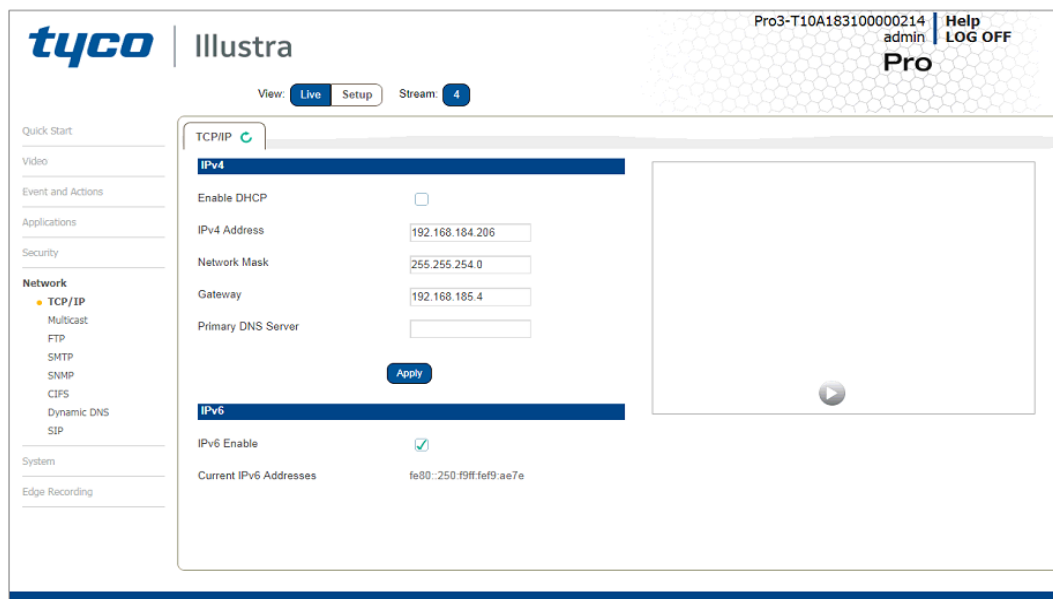 tyco Illustra
Pro3-T10A183100000214 Help
admin LOG OFF
Pro
View: Live Setup Stream: 4
Quick Start
Video
Event and Actions
Applications
Security
Network
TCP/IP
Multicast
FTP
SMTP
SNMP
CIFS
Dynamic DNS
SIP
System
Edge Recording
TCP/IP
IPv4
Enable DHCP
IPv4 Address 192.168.184.206
Network Mask 255.255.254.0
Gateway 192.168.185.4
Primary DNS Server
Apply
IPv6
IPv6 Enable
Current IPv6 Addresses fe80::250:f9ff:fef9:ae7e